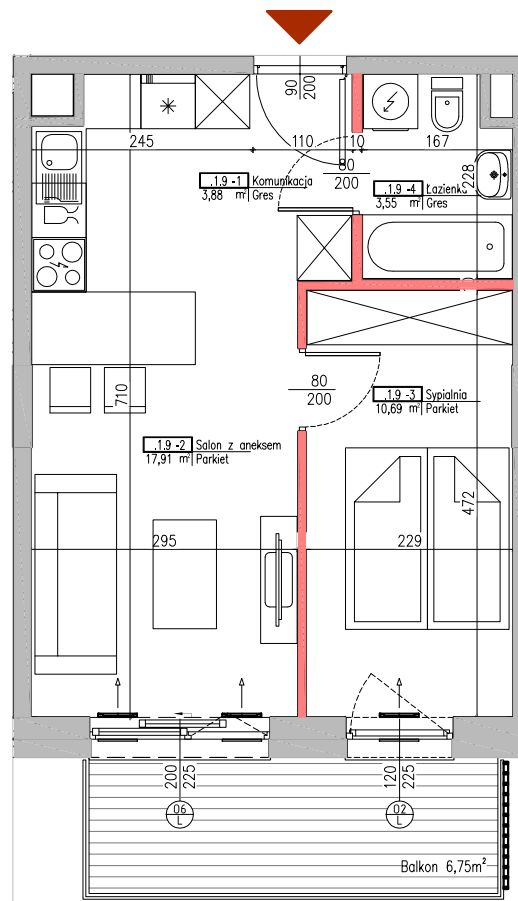 90
200
245
110
10
167
80
200
228
.1.9 -1 Komunikacja
3,88 m² Gres
.1.9 -4 Łazienka
3,55 m² Gres
10
80
200
.1.9 -3 Sypialnia
10,69 m² Parkiet
710
.1.9 -2 Salon z aneksem
17,91 m² Parkiet
472
295
229
200
225
120
225
06
L
02
L
Balkon 6,75m²